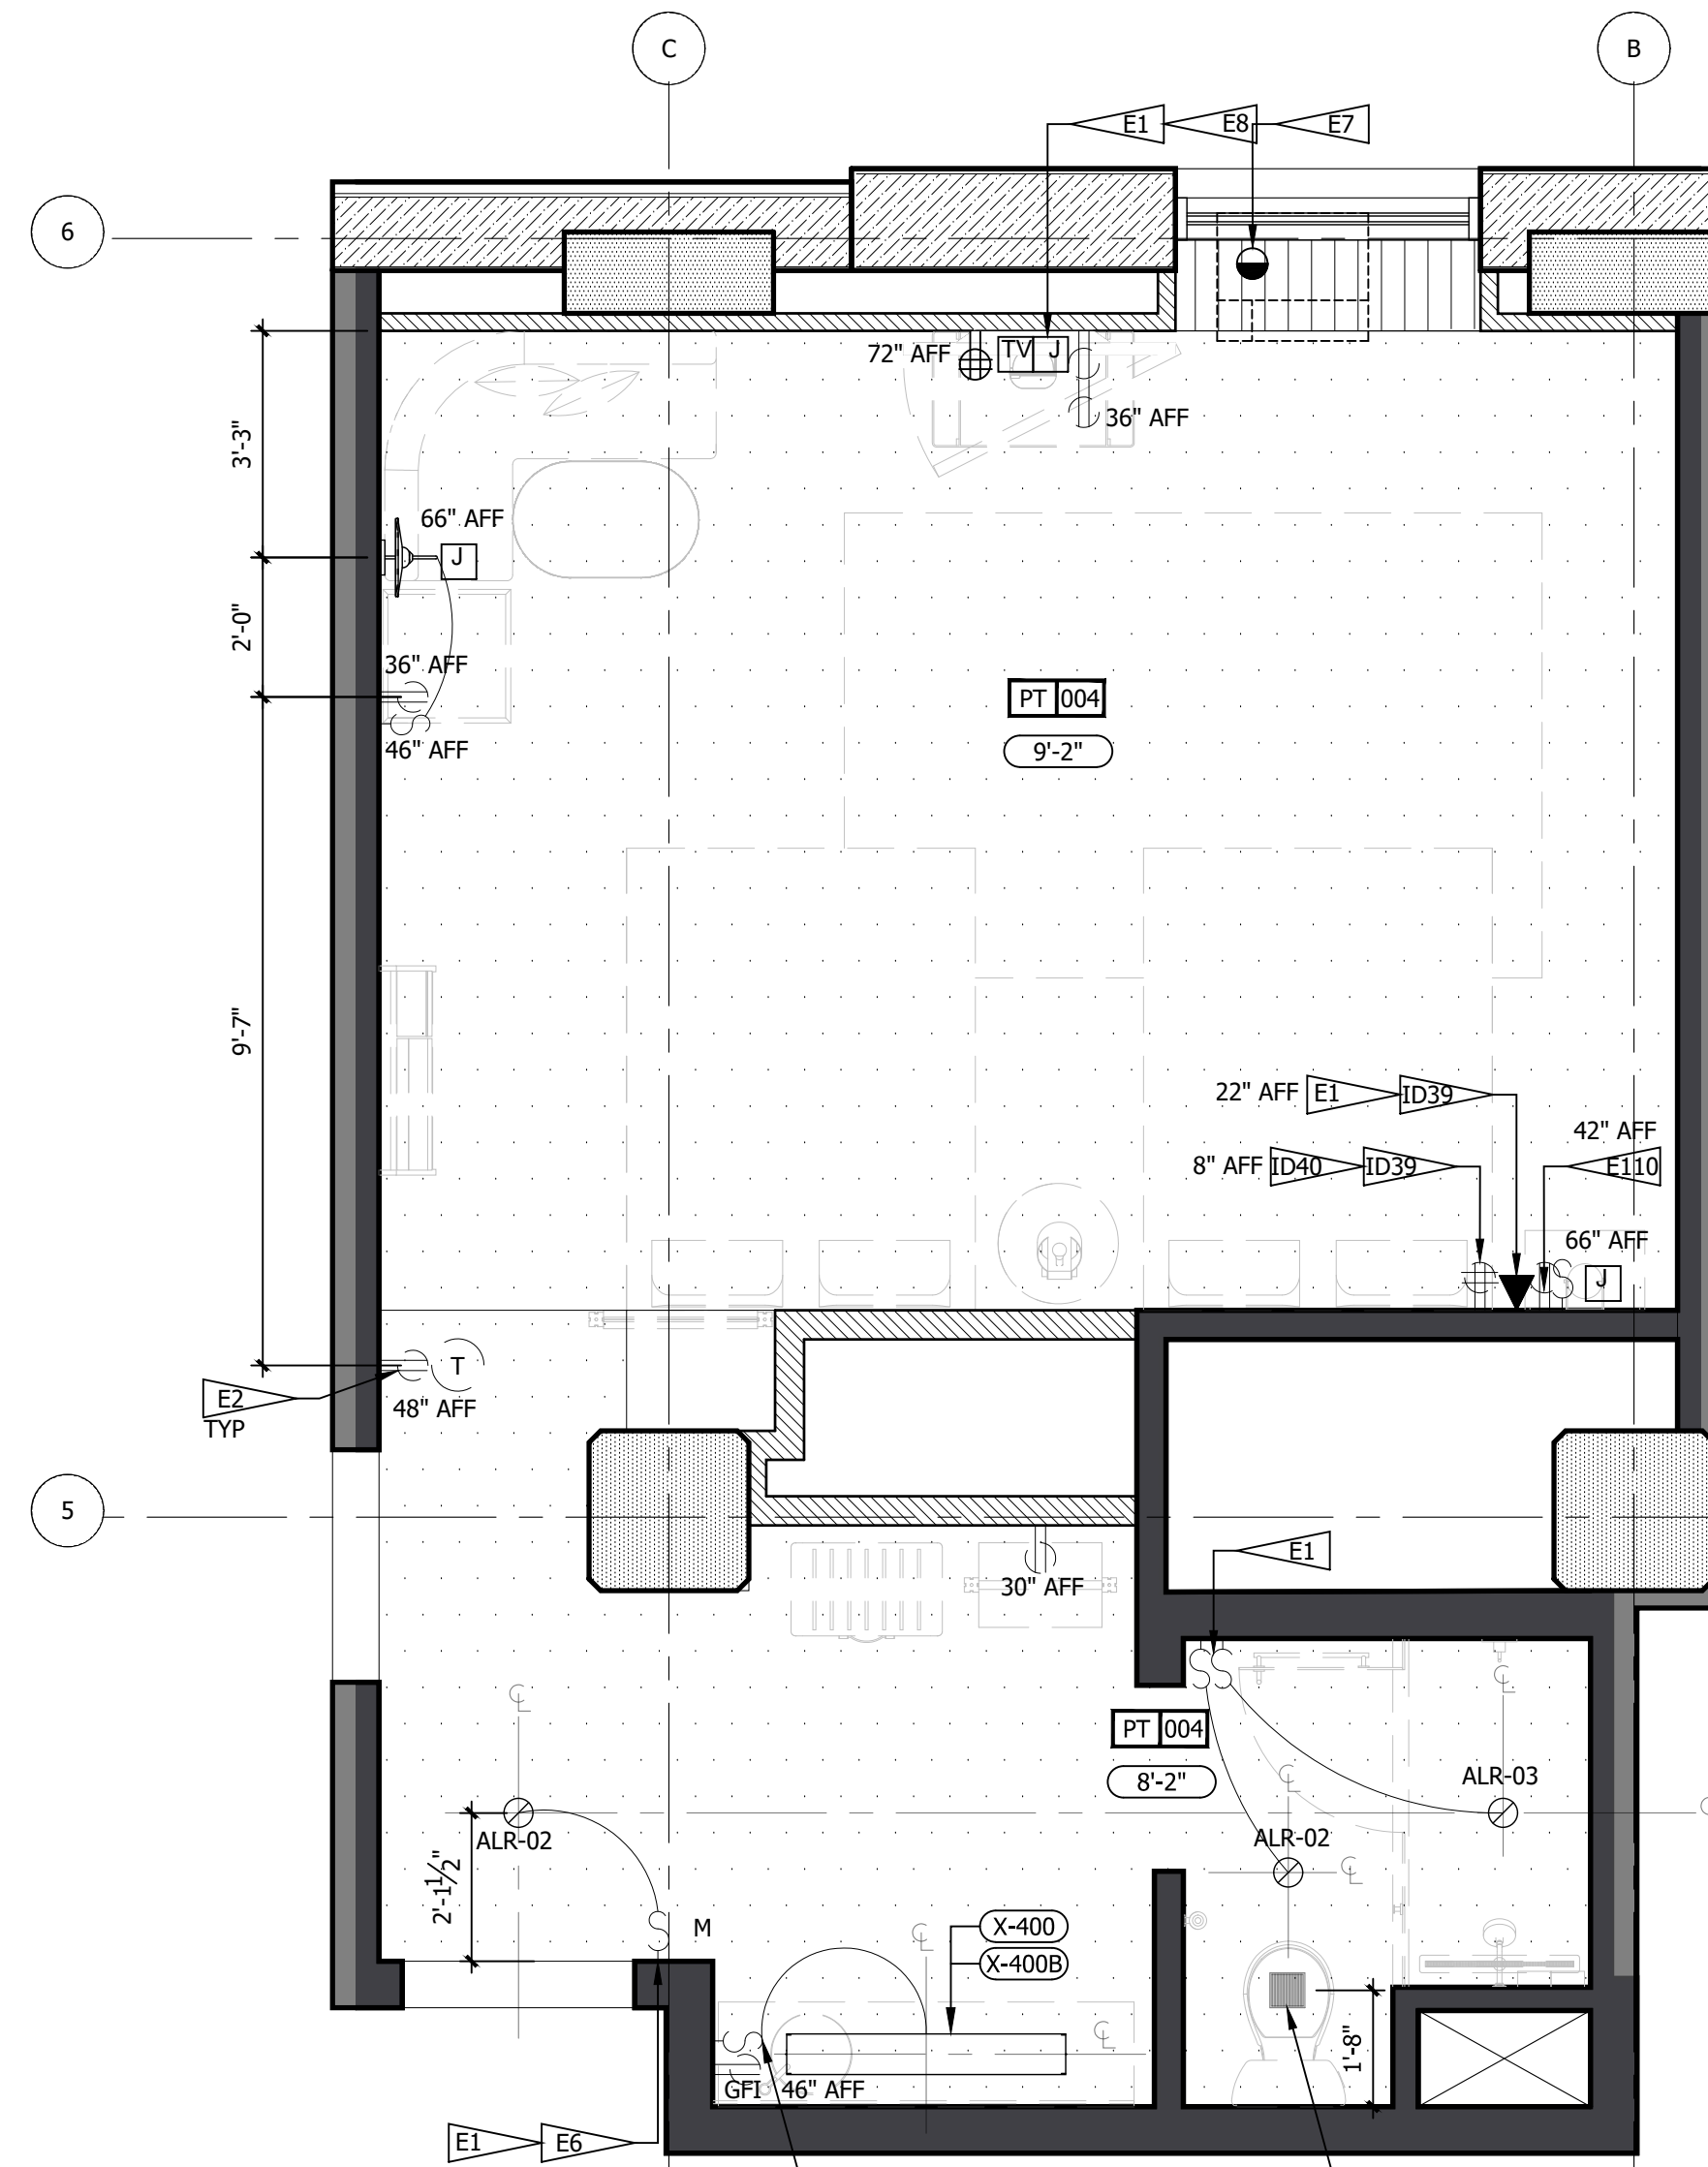 C
B
E1
E8
E7
6
72" AFF
TV
J
36" AFF
3'-3"
66" AFF
J
2'-0"
36" AFF
46" AFF
PT 004
9'-2"
9'-7"
22" AFF
E1
ID39
42" AFF
8" AFF
ID40
ID39
E110
66" AFF
J
T
E2
TYP
48" AFF
5
E1
30" AFF
PT 004
8'-2"
ALR-03
ALR-02
ALR-02
2'-1 1/2"
M
X-400
X-400B
1'-8"
GFI
46" AFF
E1
E6